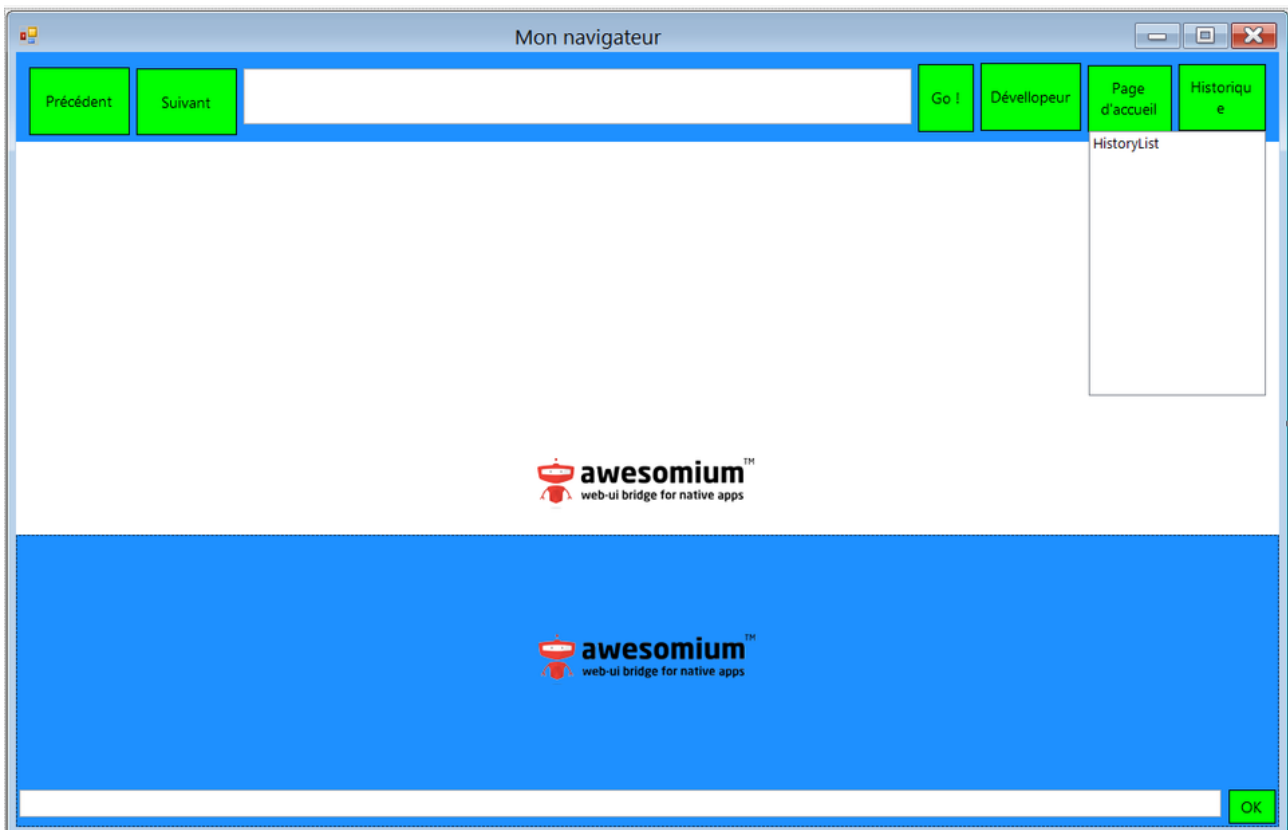 Mon navigateur
Précédent
Suivant
Go !
Dévellopeur
Page
d'accueil
Historiqu
e
HistoryList
awesomium™
web-ui bridge for native apps
awesomium™
web-ui bridge for native apps
OK